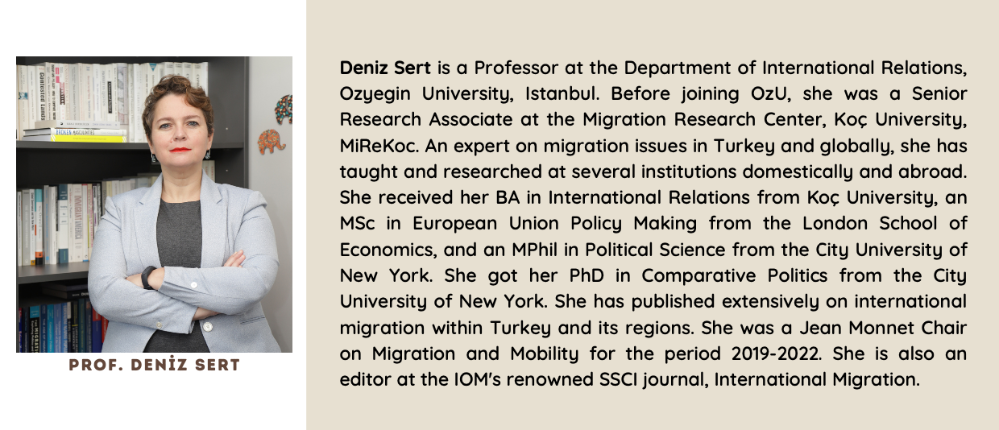 Contested Lands
BROKEN MASCULINITIES
IMMIGRANT AMERICA
PROF. DENİZ SERT
Deniz Sert is a Professor at the Department of International Relations,
Ozyegin University, Istanbul. Before joining OzU, she was a Senior
Research Associate at the Migration Research Center, Koç University,
MiReKoc. An expert on migration issues in Turkey and globally, she has
taught and researched at several institutions domestically and abroad.
She received her BA in International Relations from Koç University, an
MSc in European Union Policy Making from the London School of
Economics, and an MPhil in Political Science from the City University of
New York. She got her PhD in Comparative Politics from the City
University of New York. She has published extensively on international
migration within Turkey and its regions. She was a Jean Monnet Chair
on Migration and Mobility for the period 2019-2022. She is also an
editor at the IOM's renowned SSCI journal, International Migration.